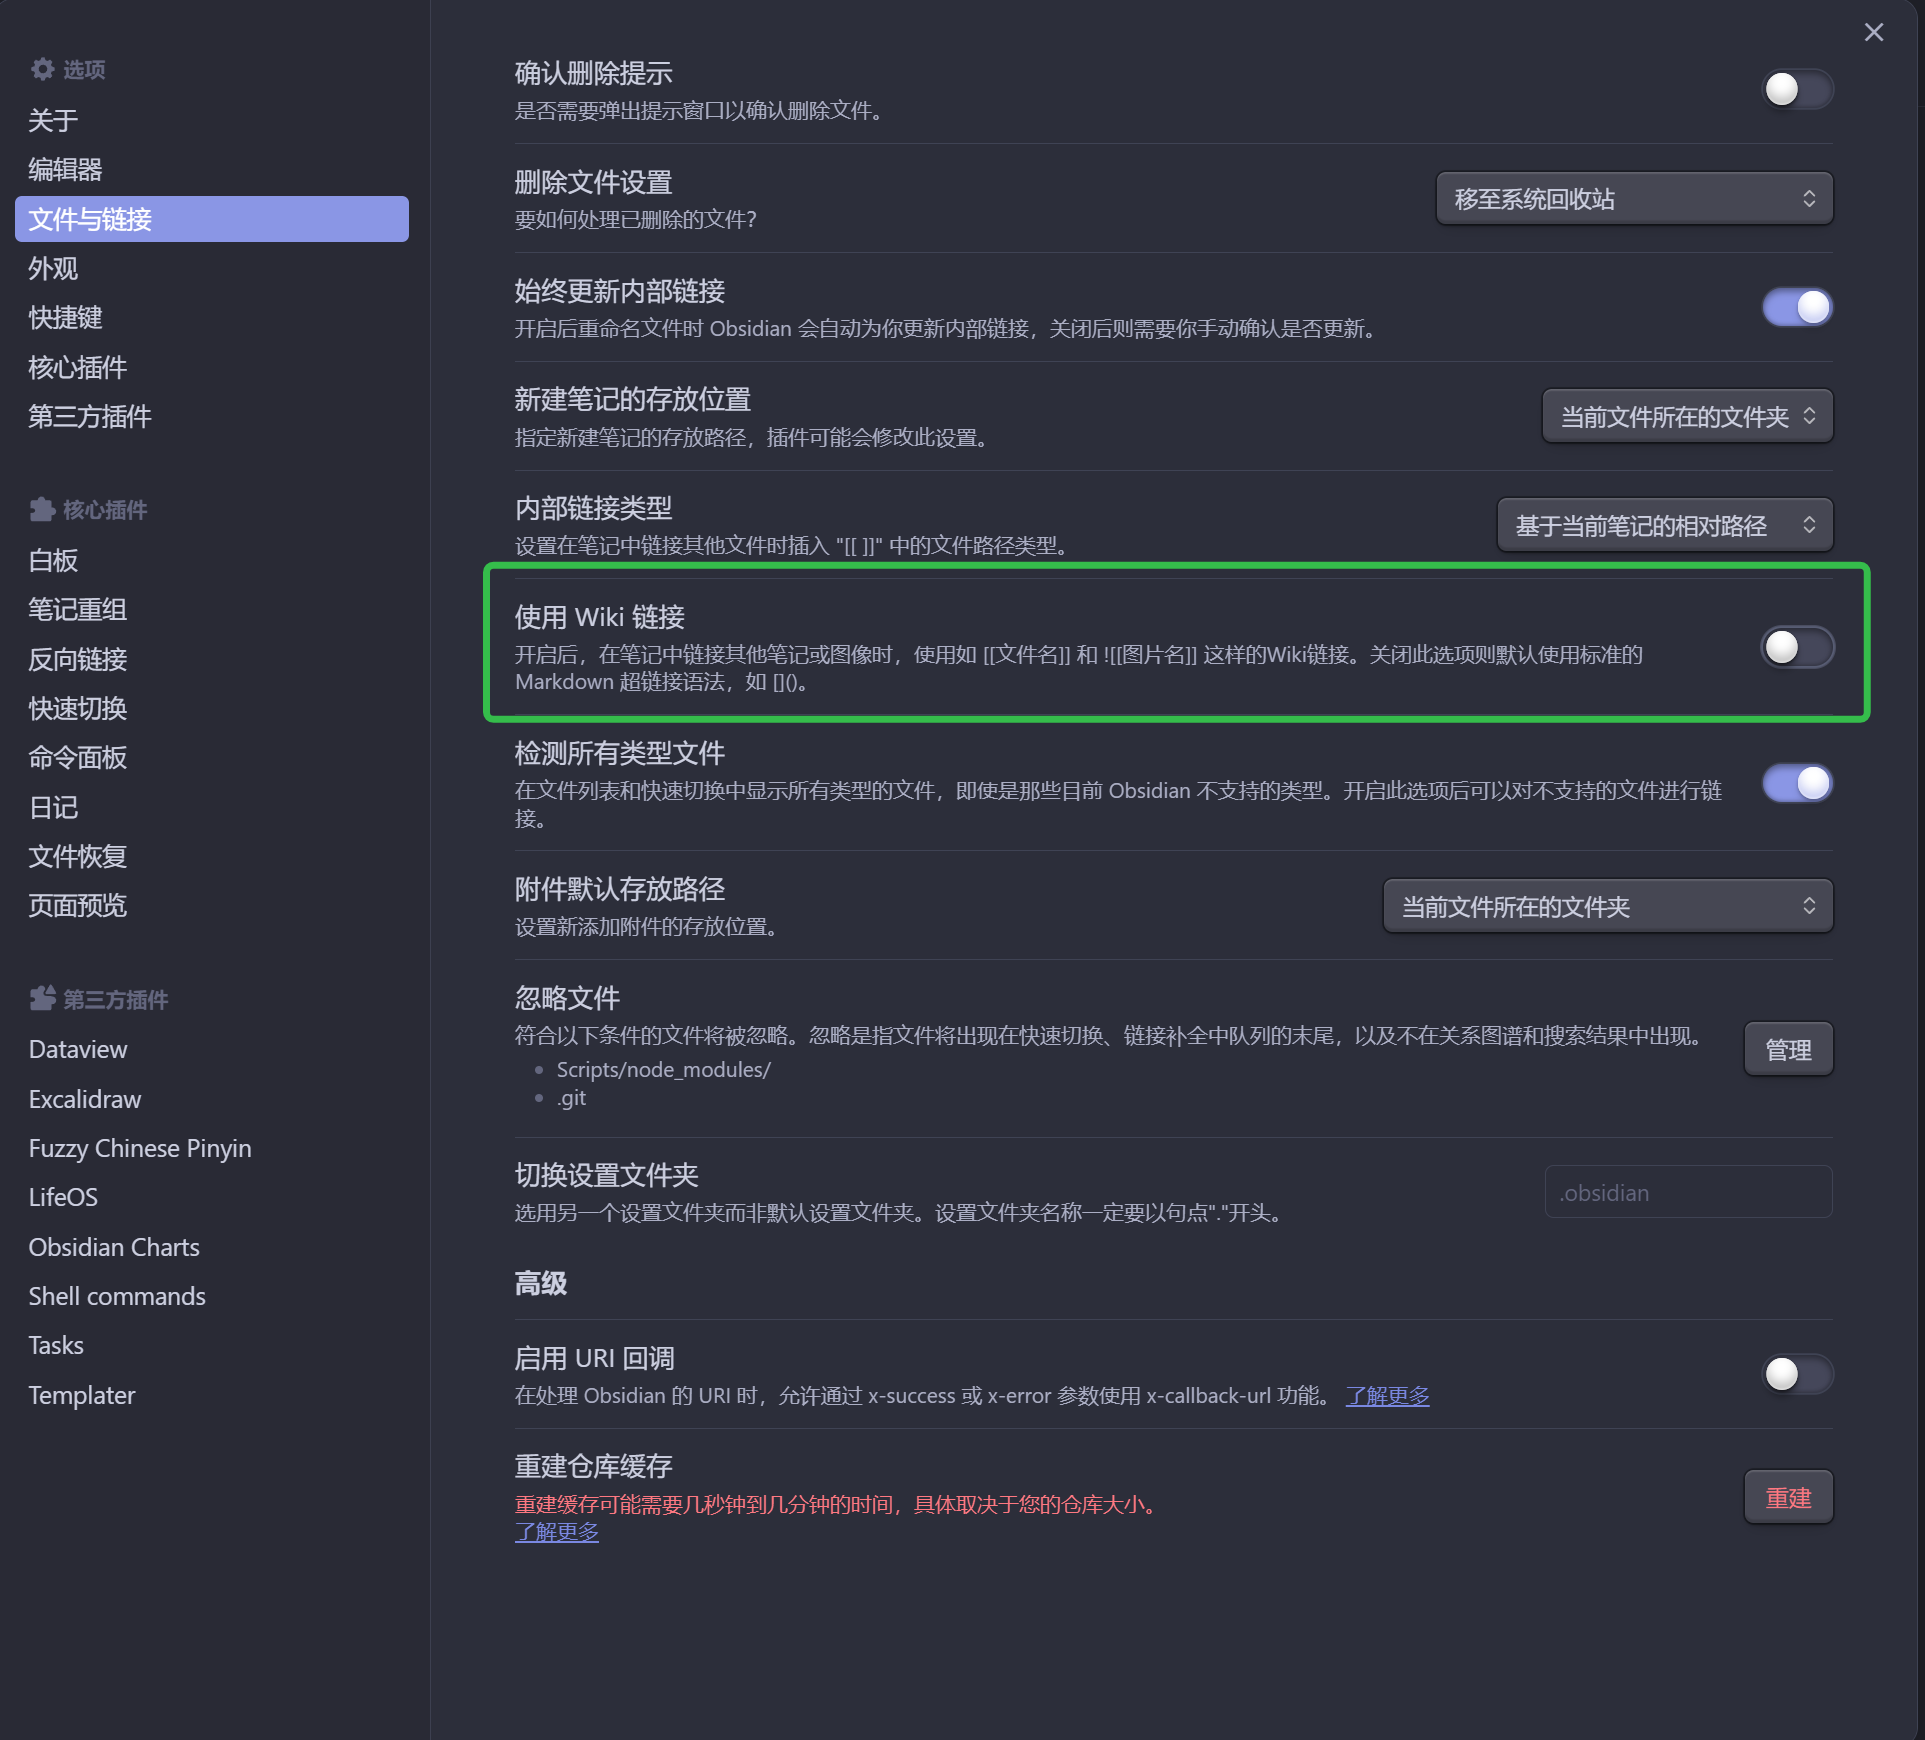 选项
关于
编辑器
文件与链接
外观
快捷键
核心插件
第三方插件
核心插件
白板
笔记重组
反向链接
快速切换
命令面板
日记
文件恢复
页面预览
第三方插件
Dataview
Excalidraw
Fuzzy Chinese Pinyin
LifeOS
Obsidian Charts
Shell commands
Tasks
Templater
确认删除提示
是否需要弹出提示窗口以确认删除文件。
删除文件设置
要如何处理已删除的文件?
移至系统回收站
始终更新内部链接
开启后重命名文件时 Obsidian 会自动为你更新内部链接，关闭后则需要你手动确认是否更新。
新建笔记的存放位置
指定新建笔记的存放路径，插件可能会修改此设置。
当前文件所在的文件夹
内部链接类型
设置在笔记中链接其他文件时插入 "[[ ]]" 中的文件路径类型。
基于当前笔记的相对路径
使用 Wiki 链接
开启后，在笔记中链接其他笔记或图像时，使用如 [[文件名]] 和 ![[图片名]] 这样的Wiki链接。关闭此选项则默认使用标准的
Markdown 超链接语法，如 []()。
检测所有类型文件
在文件列表和快速切换中显示所有类型的文件，即使是那些目前 Obsidian 不支持的类型。开启此选项后可以对不支持的文件进行链
接。
附件默认存放路径
设置新添加附件的存放位置。
当前文件所在的文件夹
忽略文件
符合以下条件的文件将被忽略。忽略是指文件将出现在快速切换、链接补全中队列的末尾，以及不在关系图谱和搜索结果中出现。
• Scripts/node_modules/
• .git
管理
切换设置文件夹
选用另一个设置文件夹而非默认设置文件夹。设置文件夹名称一定要以句点"."开头。
.obsidian
高级
启用 URI 回调
在处理 Obsidian 的 URI 时，允许通过 x-success 或 x-error 参数使用 x-callback-url 功能。 了解更多
重建仓库缓存
重建缓存可能需要几秒钟到几分钟的时间，具体取决于您的仓库大小。
了解更多
重建